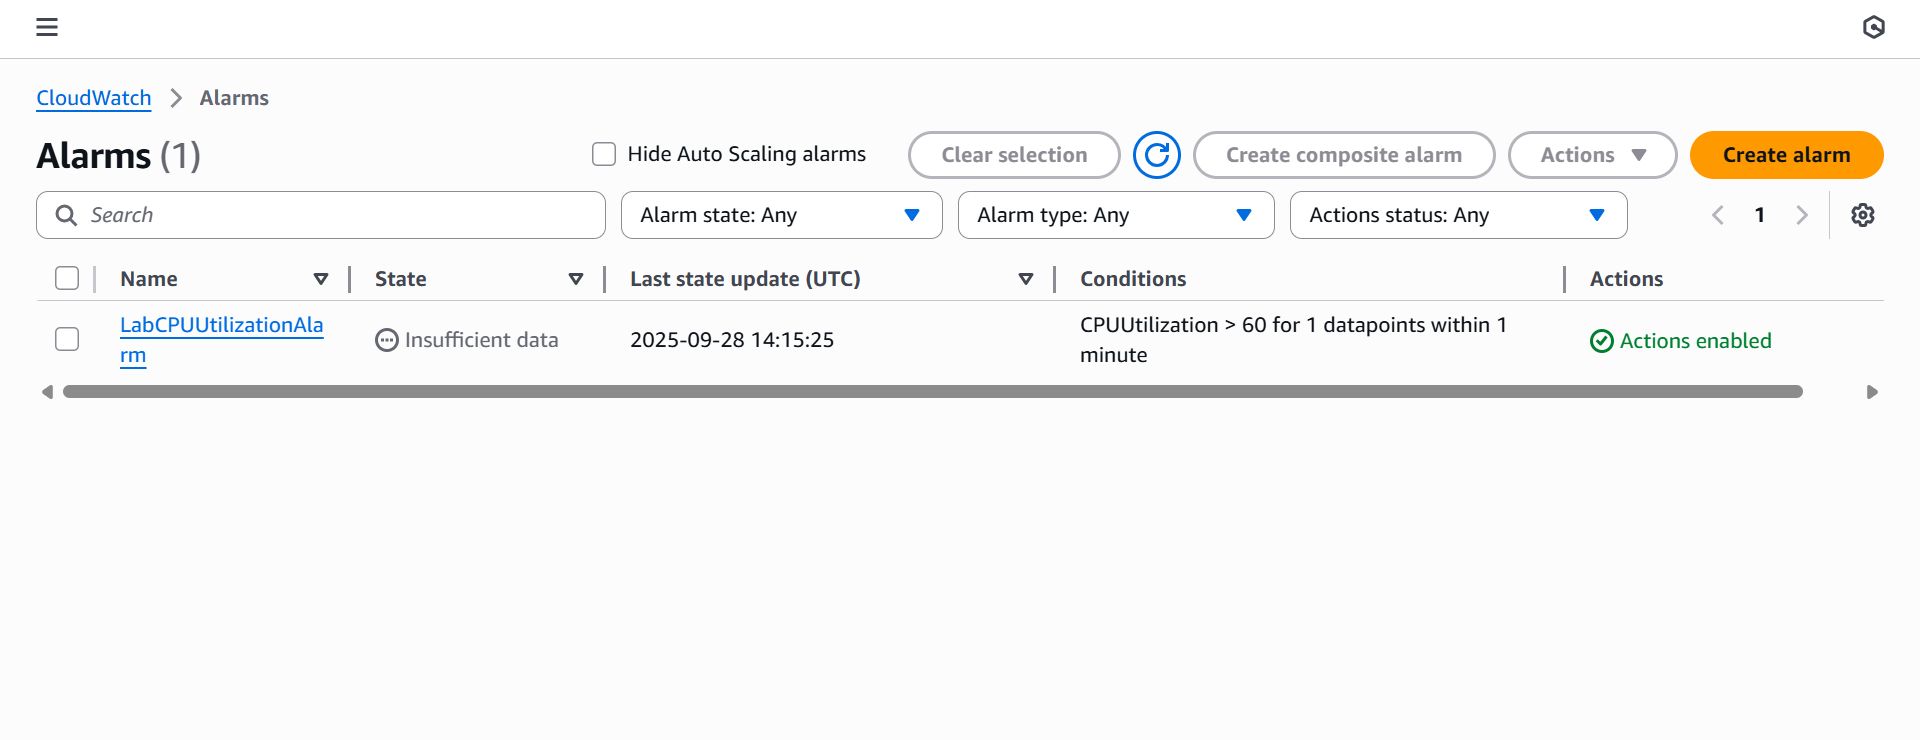 CloudWatch > Alarms
Alarms (1)
Hide Auto Scaling alarms
Clear selection
Create composite alarm
Actions
Create alarm
Search
Alarm state: Any
Alarm type: Any
Actions status: Any
1
Name
State
Last state update (UTC)
Conditions
Actions
LabCPUUtilizationAla
rm
Insufficient data
2025-09-28 14:15:25
CPUUtilization > 60 for 1 datapoints within 1
minute
Actions enabled